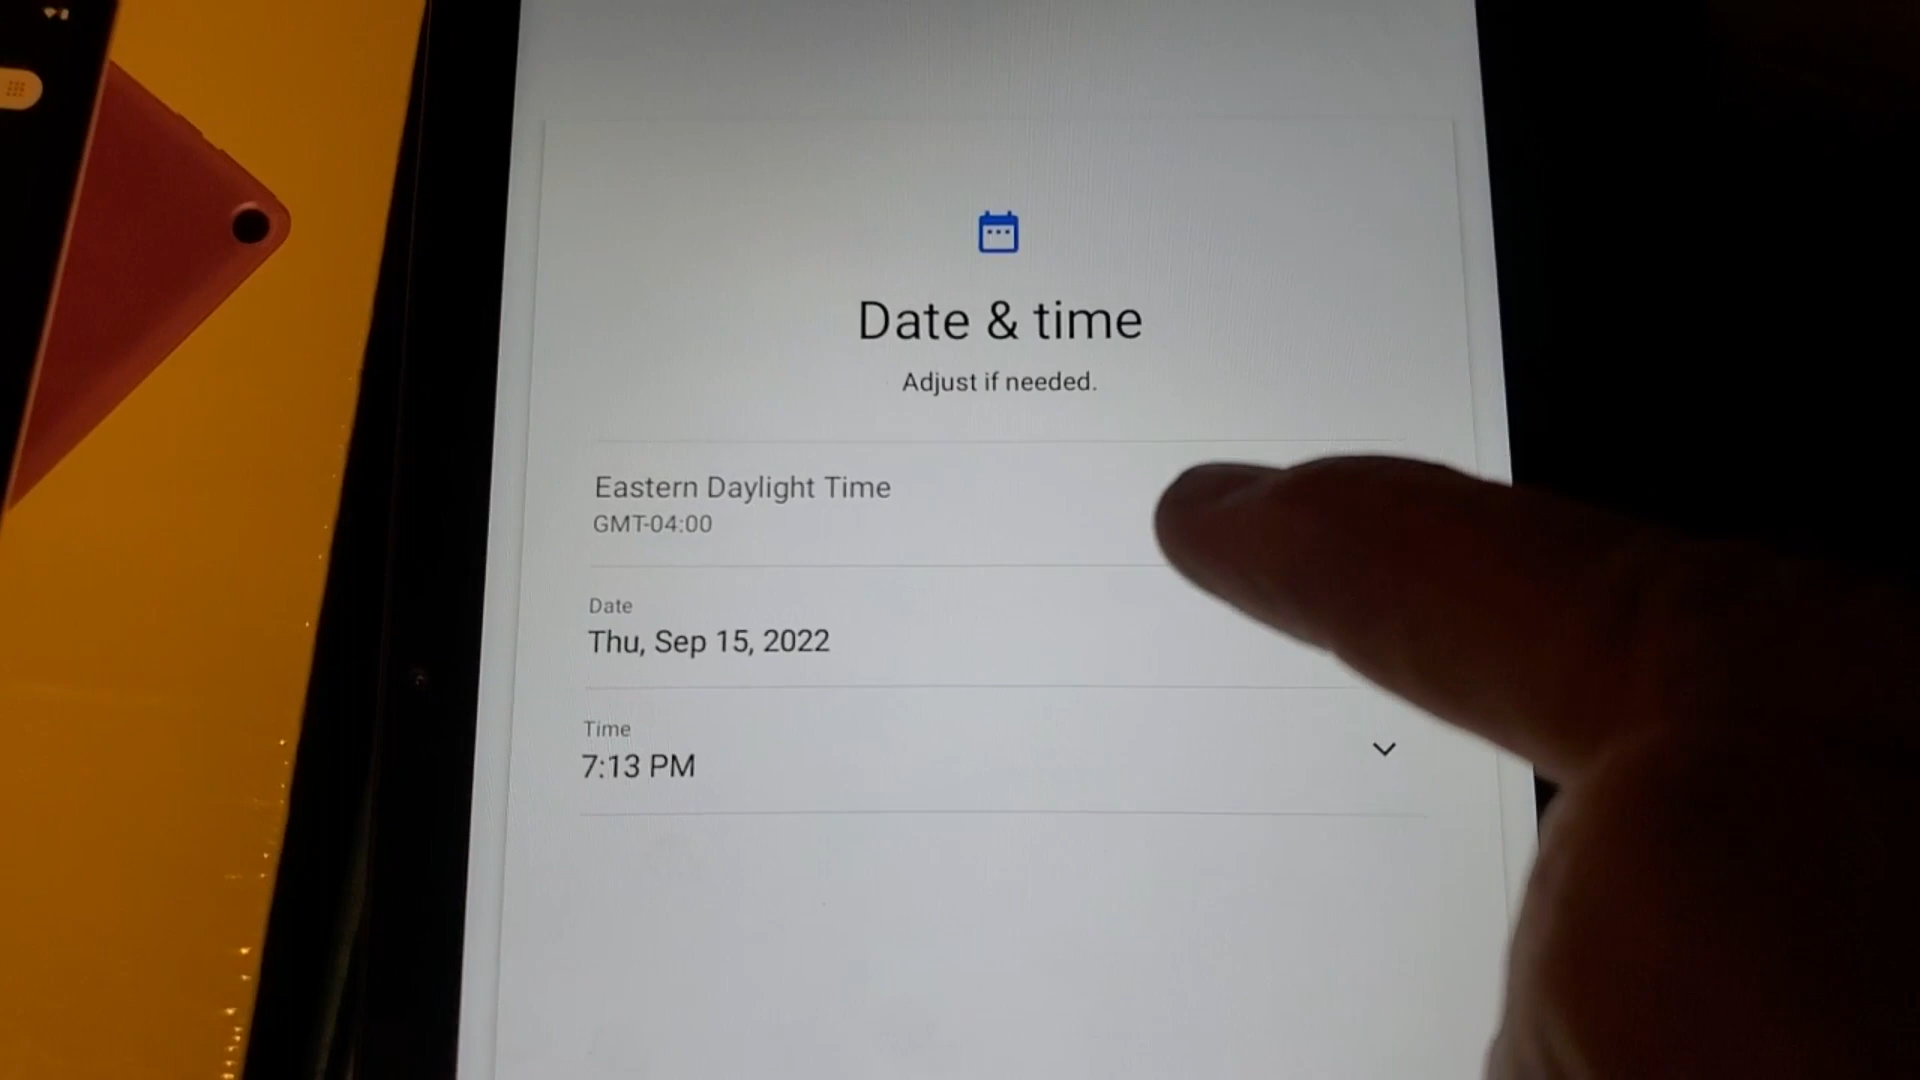 Date & time
Adjust if needed.
Eastern Daylight Time
GMT-04:00
Date
Thu, Sep 15, 2022
Time
7:13 PM